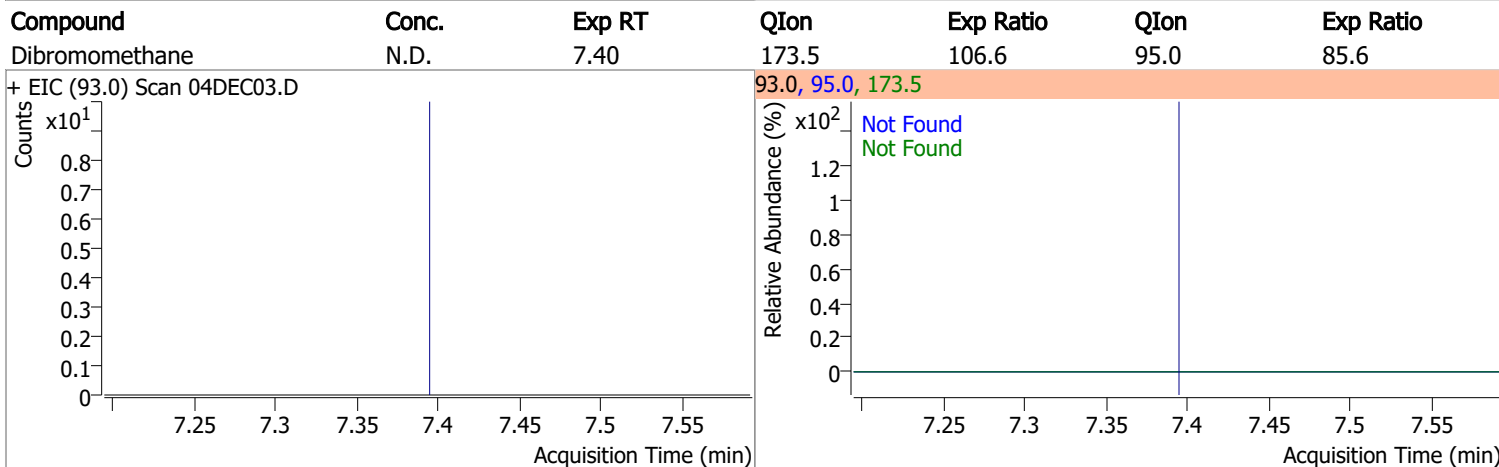 Compound Conc. Exp RT QIon Exp Ratio QIon Exp Ratio
Dibromomethane N.D. 7.40 173.5 106.6 95.0 85.6
+ EIC (93.0) Scan 04DEC03.D
Counts
x10¹
0.8
0.7
0.6
0.5
0.4
0.3
0.2
0.1
0
7.25 7.3 7.35 7.4 7.45 7.5 7.55
Acquisition Time (min)
93.0, 95.0, 173.5
Relative Abundance (%)
x10²
Not Found
Not Found
1.2
1
0.8
0.6
0.4
0.2
0
7.25 7.3 7.35 7.4 7.45 7.5 7.55
Acquisition Time (min)